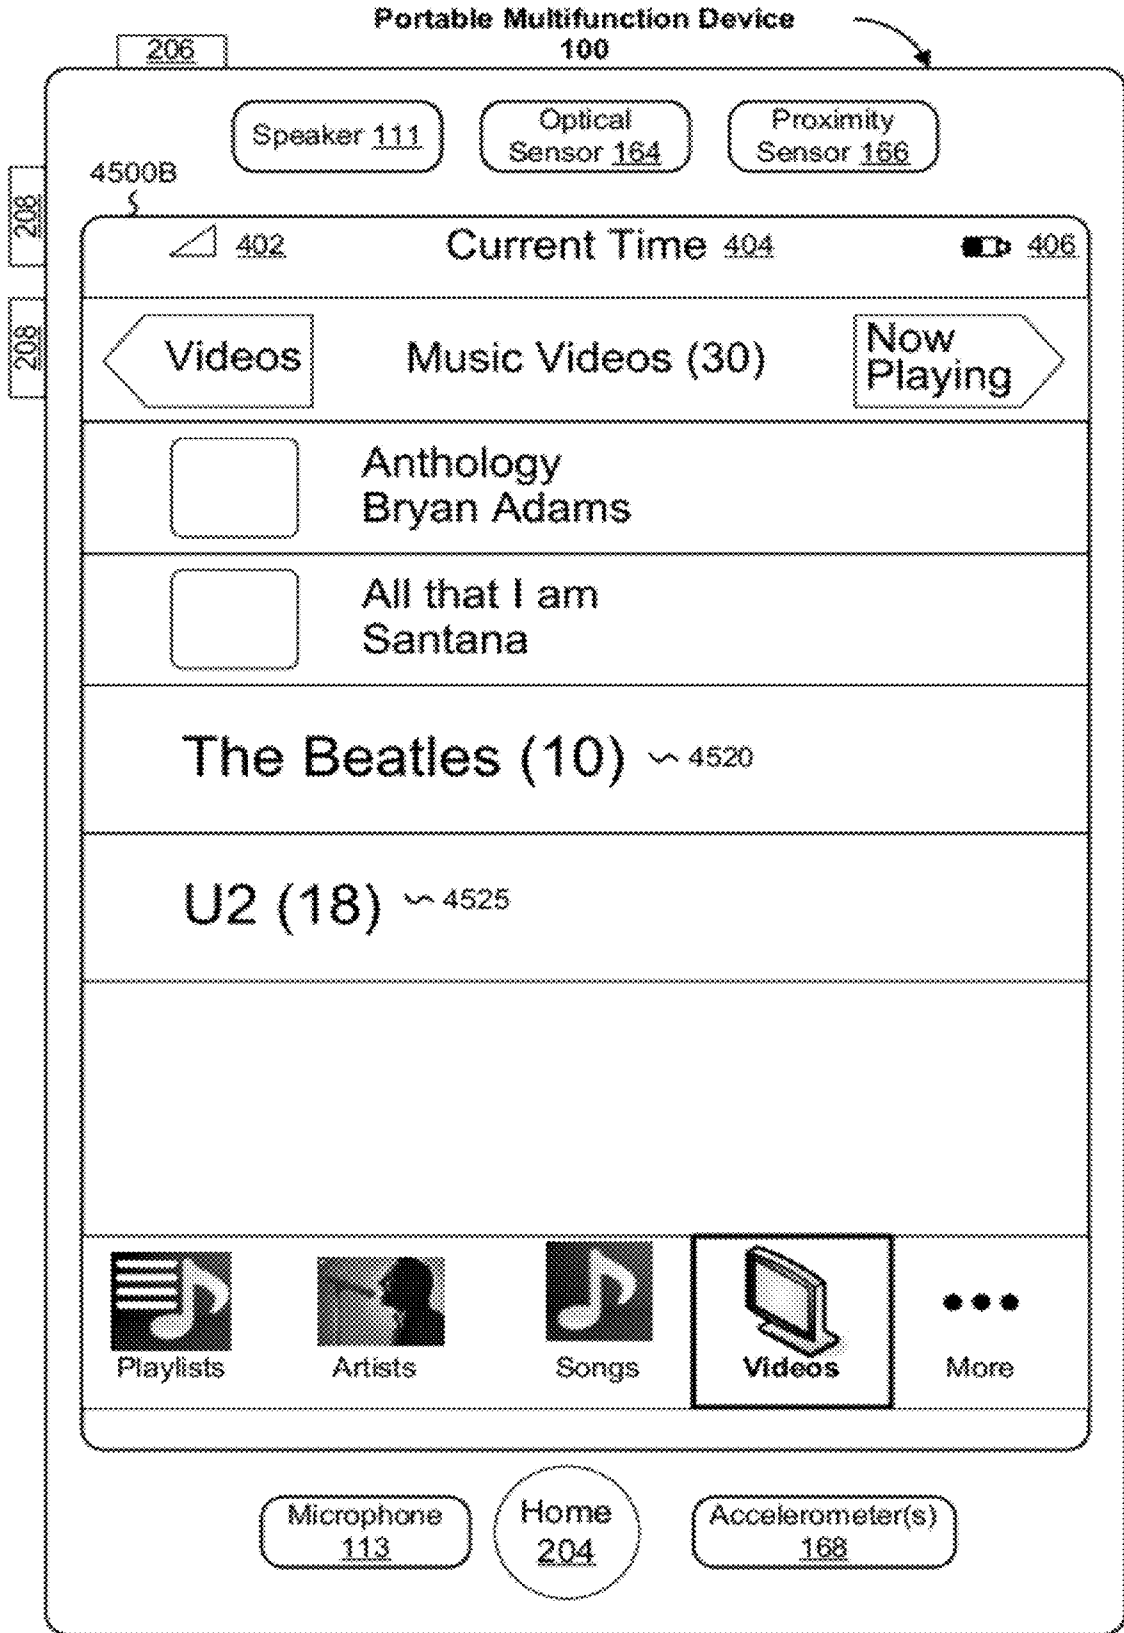 Portable Multifunction Device
100
206
Speaker 111
Optical
Sensor 164
Proximity
Sensor 166
4500B
208
208
402
Current Time 404
406
Videos
Music Videos (30)
Now
Playing
Anthology
Bryan Adams
All that I am
Santana
The Beatles (10)
4520
U2 (18)
4525
Playlists
Artists
Songs
Videos
More
Microphone
113
Home
204
Accelerometer(s)
168